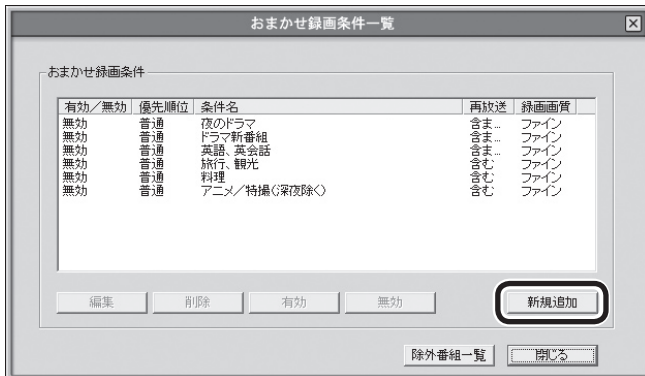 おまかせ録画条件一覧
おまかせ録画条件
有効／無効 優先順位 条件名 再放送 録画画質
無効 普通 夜のドラマ 含ま... ファイン
無効 普通 ドラマ新番組 含ま... ファイン
無効 普通 英語、英会話 含ま... ファイン
無効 普通 旅行、観光 含む ファイン
無効 普通 料理 含む ファイン
無効 普通 アニメ／特撮(深夜除く) 含む ファイン
編集 削除 有効 無効 新規追加
除外番組一覧 閉じる